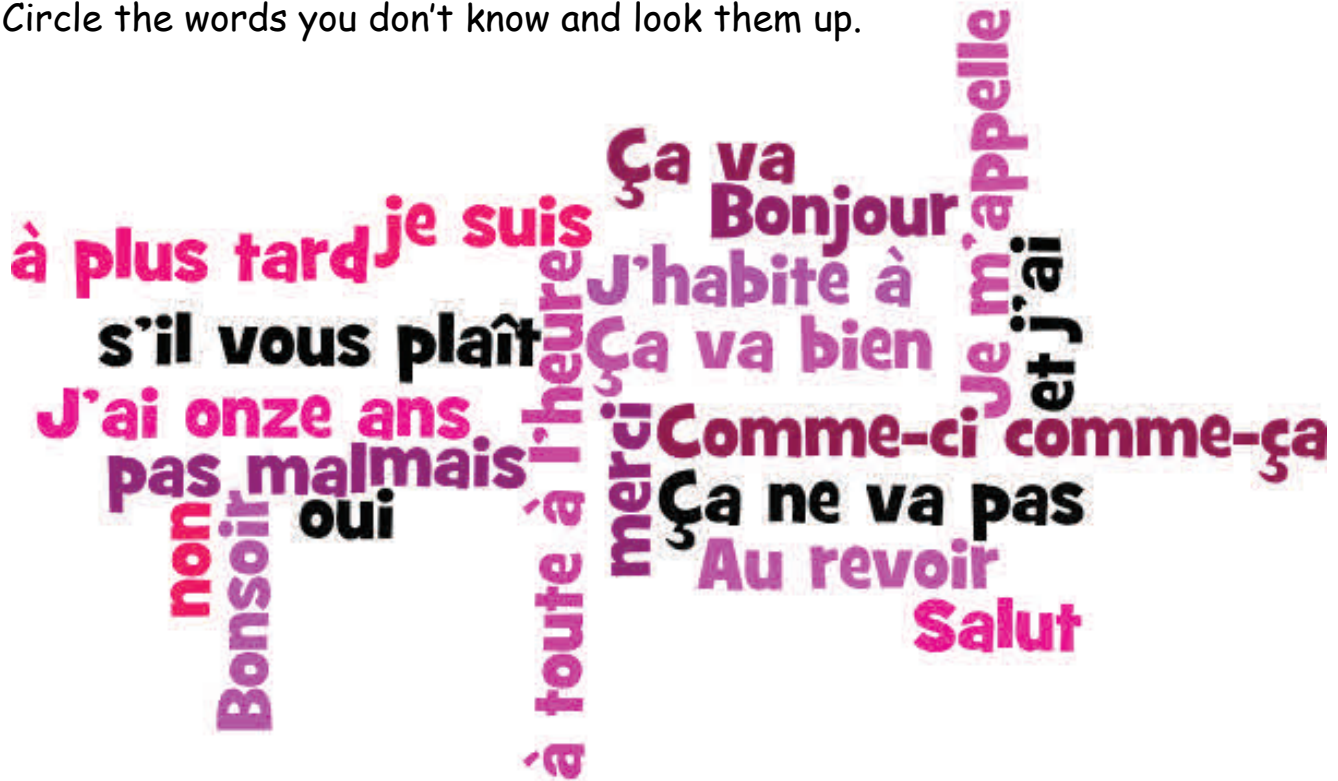 Circle the words you don't know and look them up.
Je m'appelle
Ça va
Bonjour
je suis
à plus tard
J'habite à
et j'ai
s'il vous plaît
Ça va bien
à toute à l'heure
J'ai onze ans
merci
Comme-ci comme-ça
pas mal
mais
Ça ne va pas
oui
non
Bonsoir
Au revoir
Salut